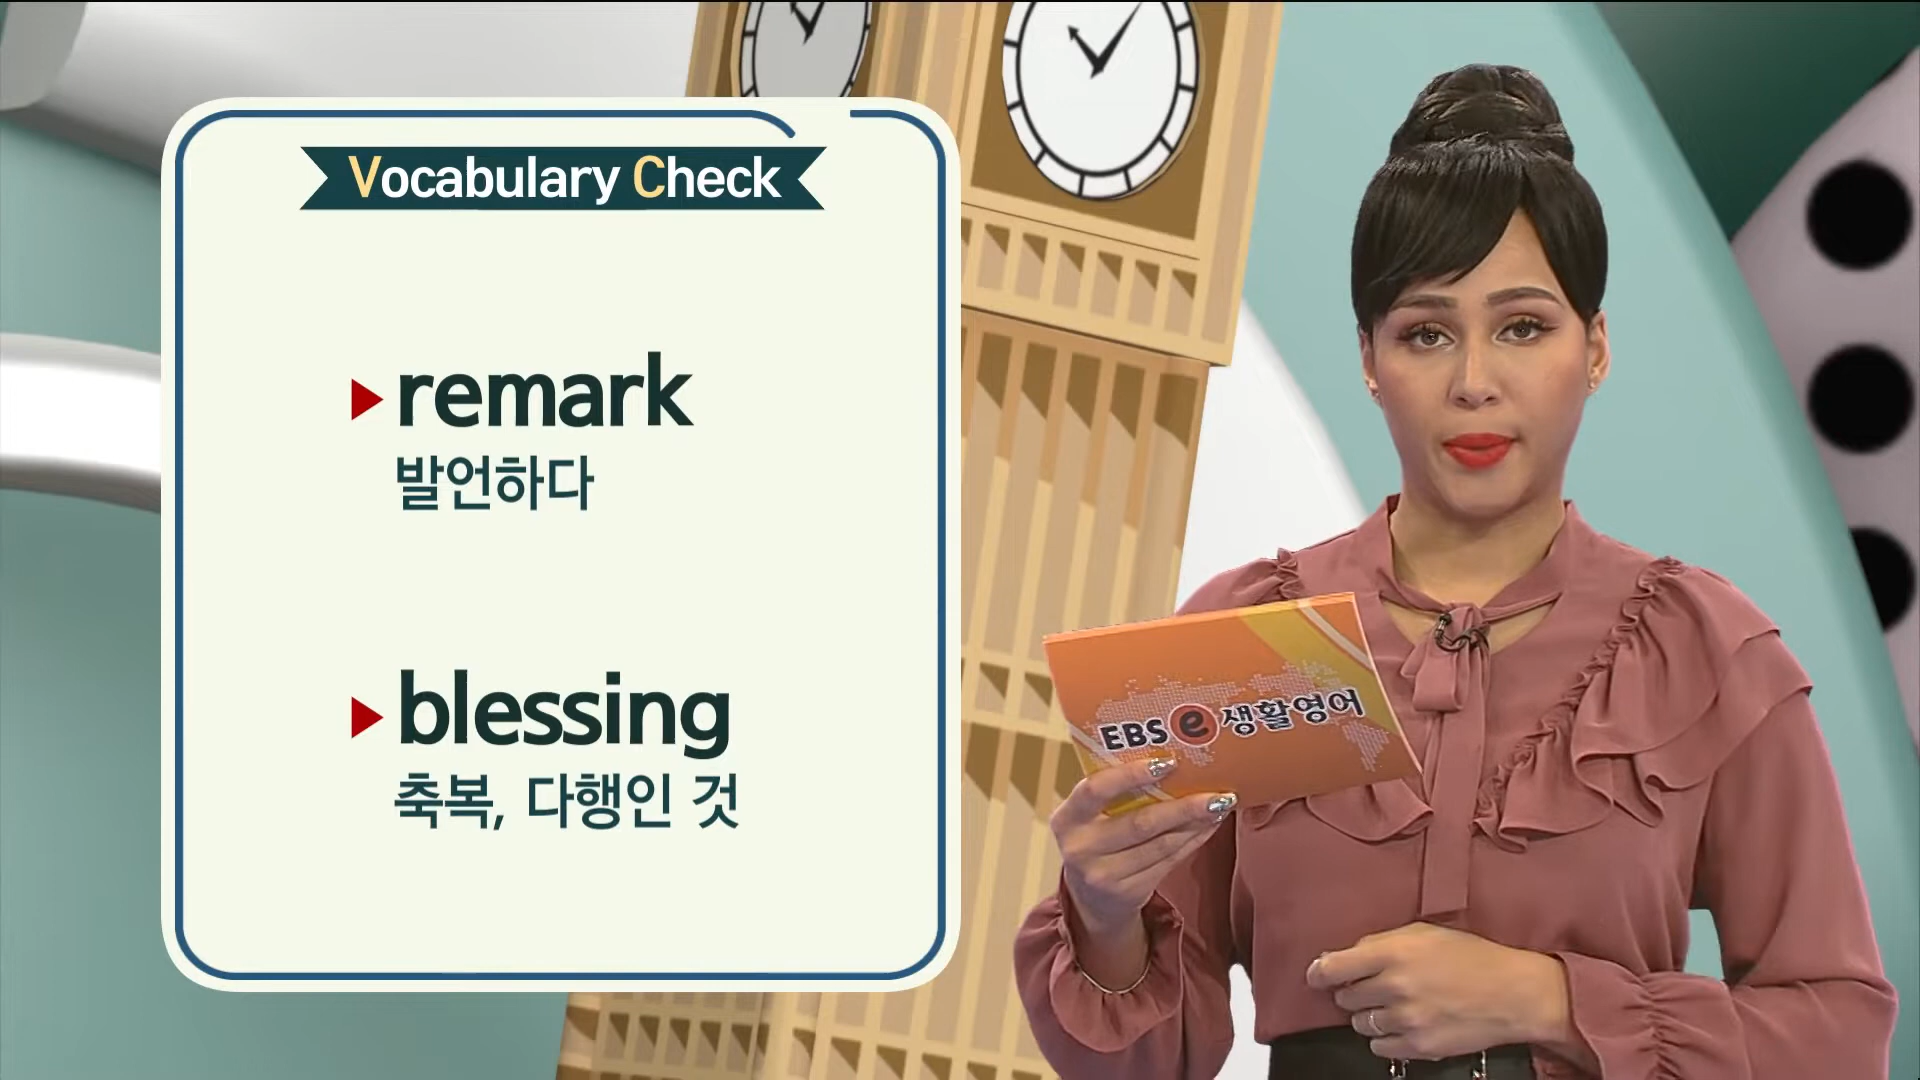 Vocabulary Check
remark
발언하다
blessing
축복, 다행인 것
EBS e 생활영어